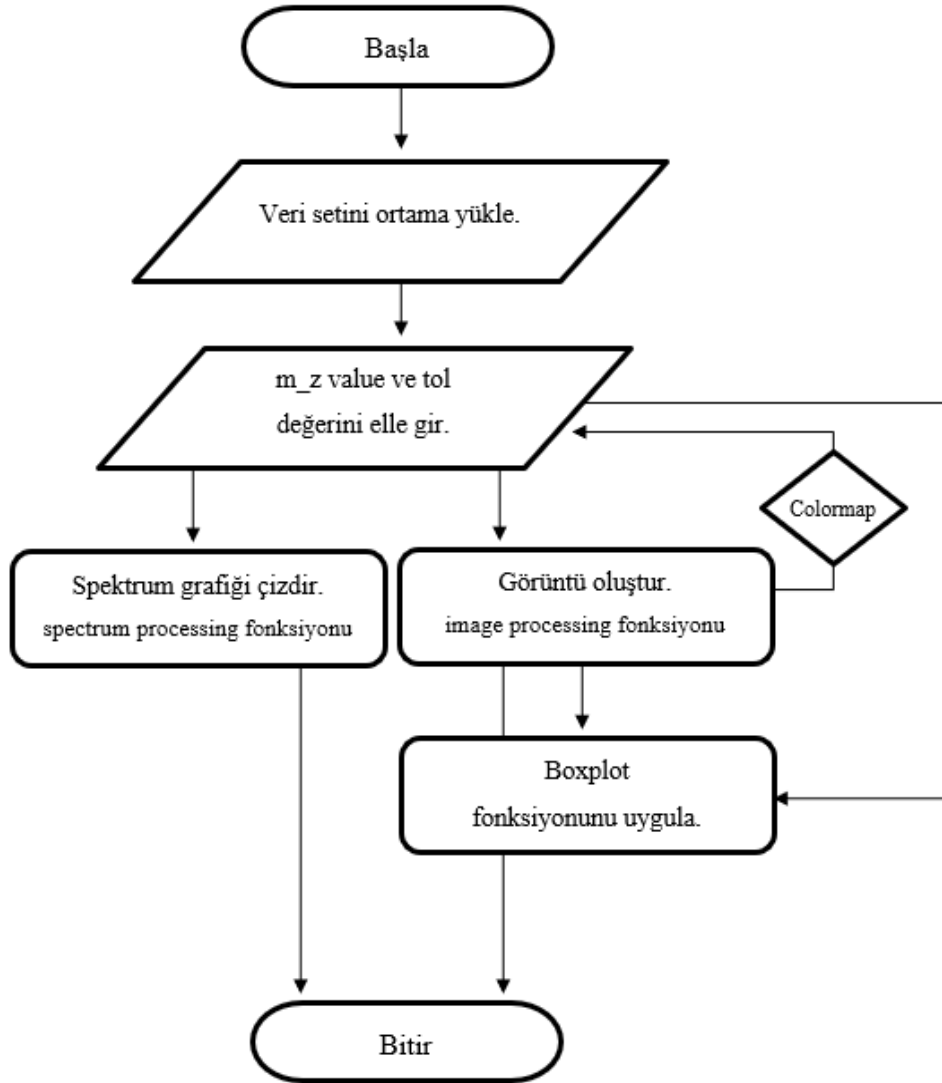 Başla
Veri setini ortama yükle.
m_z value ve tol
değerini elle gir.
Colormap
Spektrum grafiği çizdir.
spectrum processing fonksiyonu
Görüntü oluştur.
image processing fonksiyonu
Boxplot
fonksiyonunu uygula.
Bitir